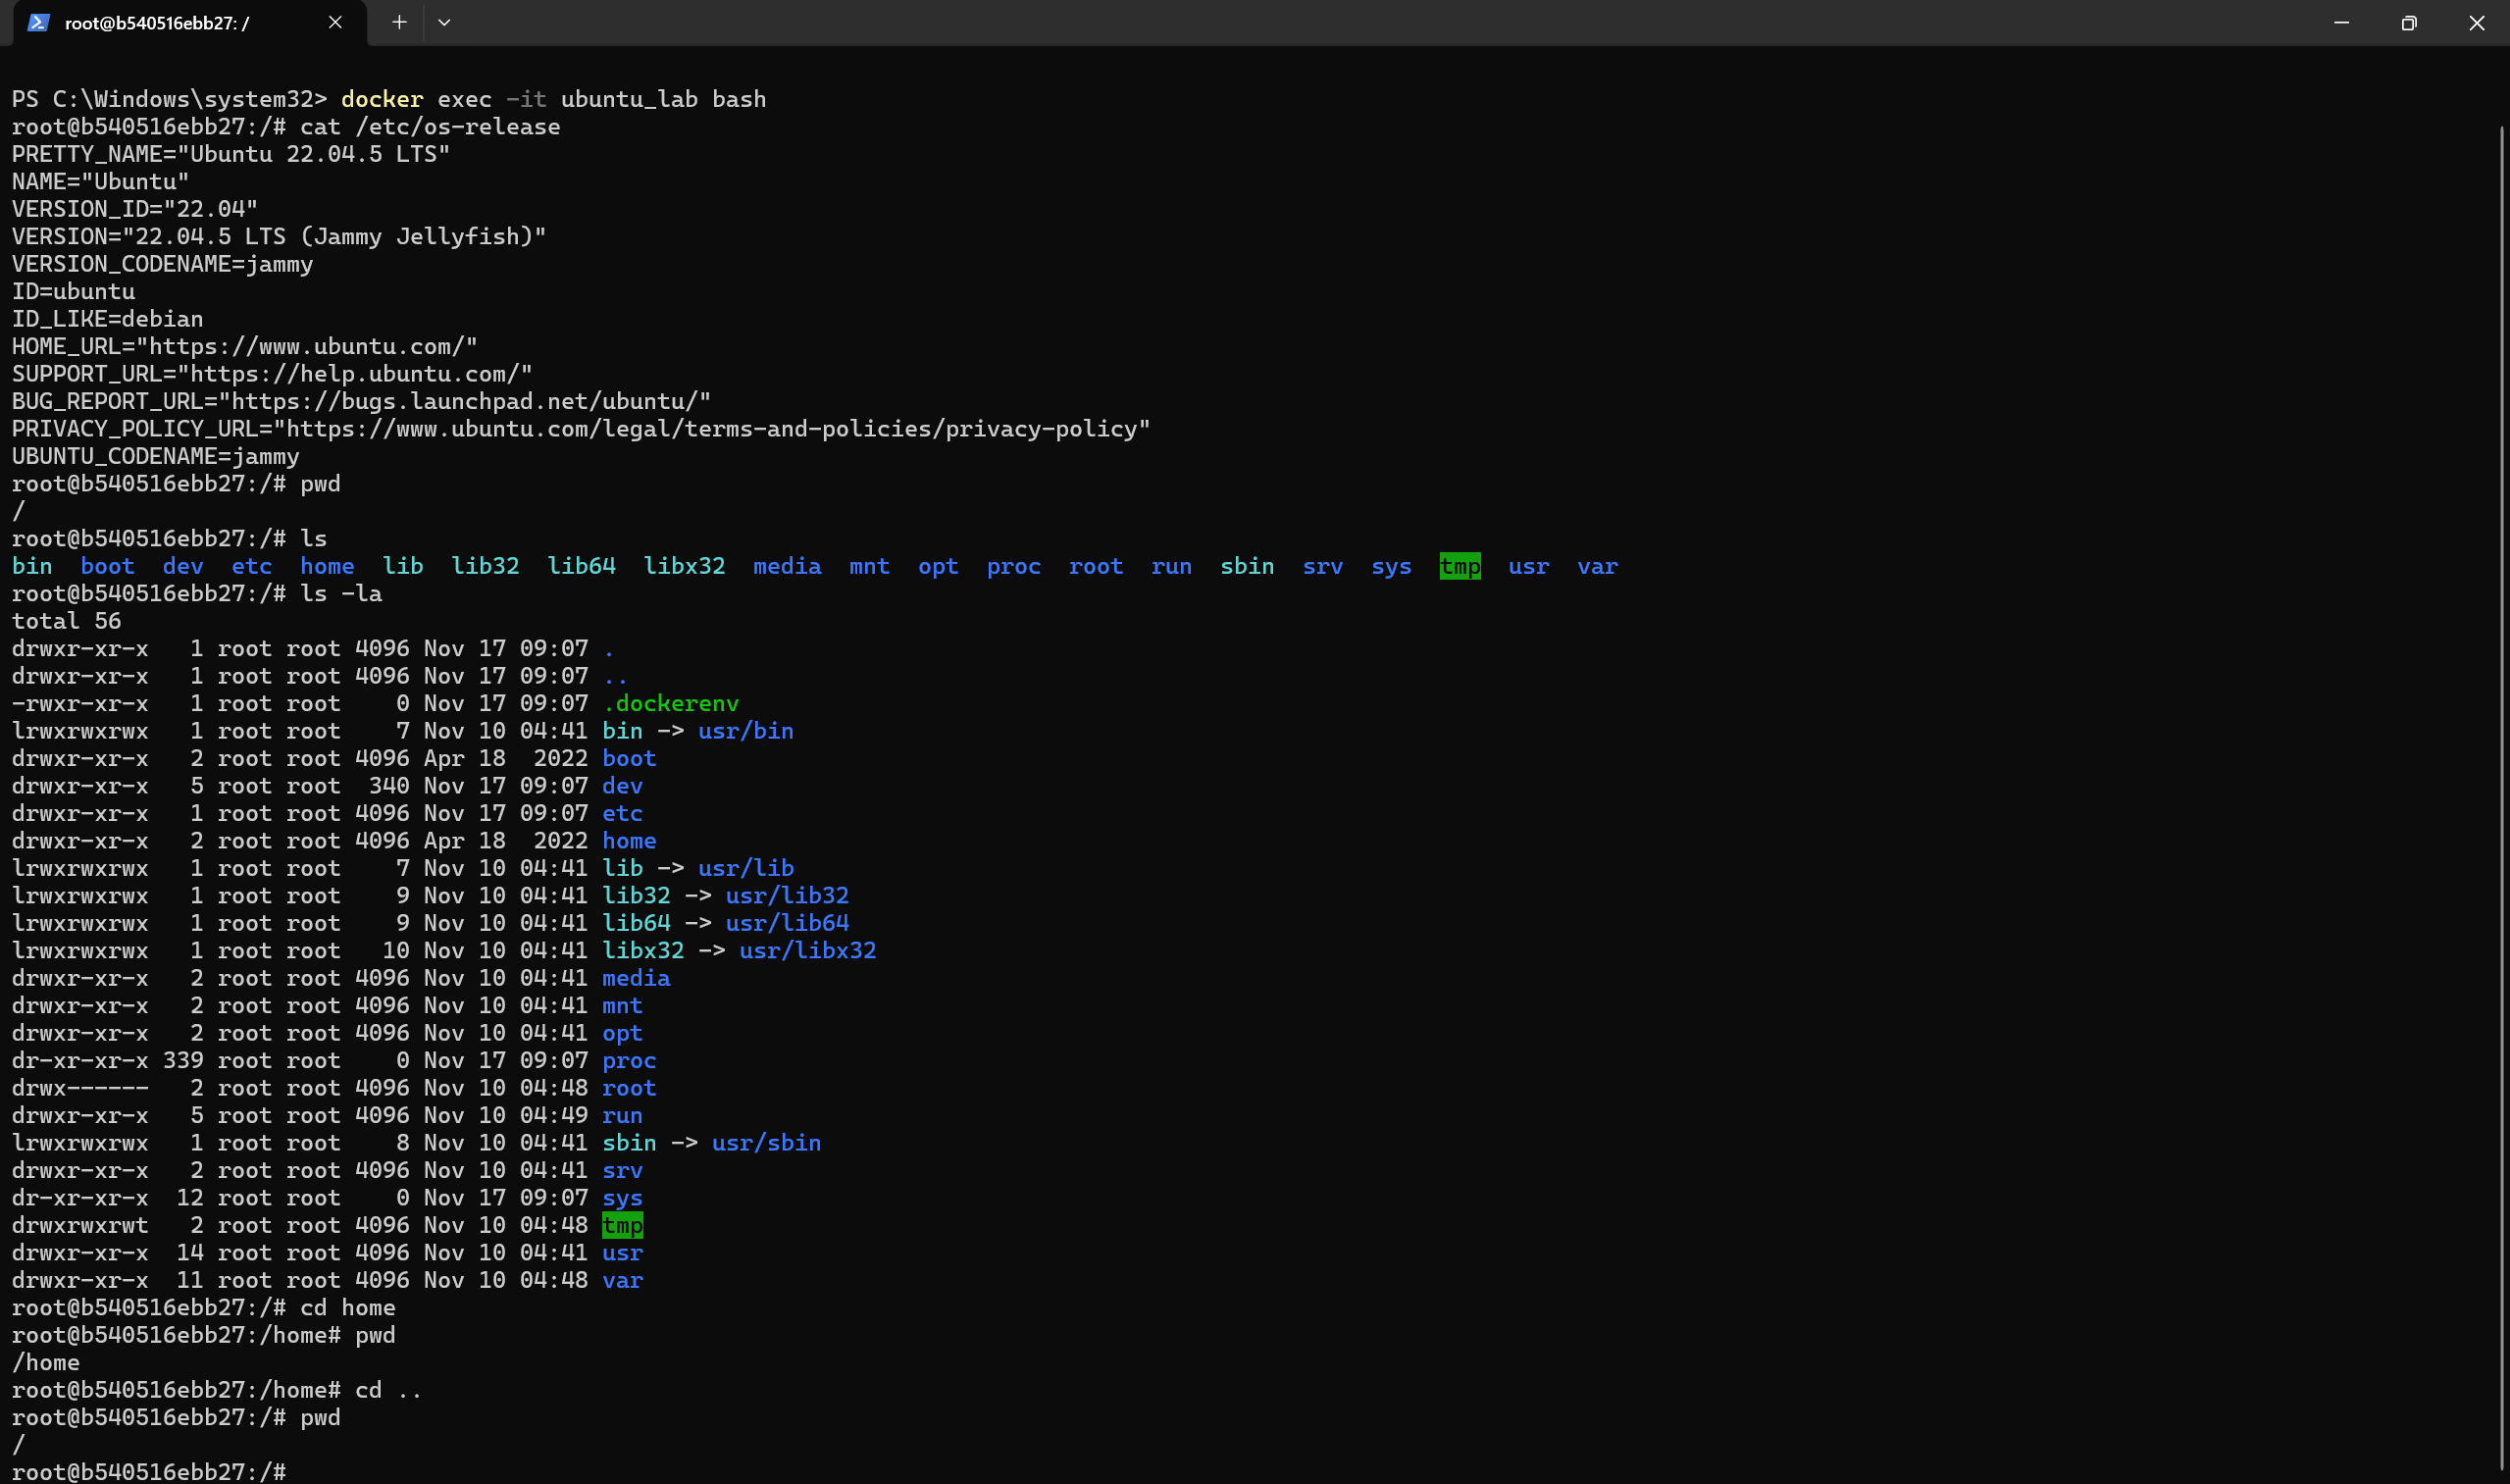 root@b540516ebb27: /
PS C:\Windows\system32> docker exec -it ubuntu_lab bash
root@b540516ebb27:/# cat /etc/os-release
PRETTY_NAME="Ubuntu 22.04.5 LTS"
NAME="Ubuntu"
VERSION_ID="22.04"
VERSION="22.04.5 LTS (Jammy Jellyfish)"
VERSION_CODENAME=jammy
ID=ubuntu
ID_LIKE=debian
HOME_URL="https://www.ubuntu.com/"
SUPPORT_URL="https://help.ubuntu.com/"
BUG_REPORT_URL="https://bugs.launchpad.net/ubuntu/"
PRIVACY_POLICY_URL="https://www.ubuntu.com/legal/terms-and-policies/privacy-policy"
UBUNTU_CODENAME=jammy
root@b540516ebb27:/# pwd
/
root@b540516ebb27:/# ls
bin  boot  dev  etc  home  lib  lib32  lib64  libx32  media  mnt  opt  proc  root  run  sbin  srv  sys  tmp  usr  var
root@b540516ebb27:/# ls -la
total 56
drwxr-xr-x   1 root root 4096 Nov 17 09:07 .
drwxr-xr-x   1 root root 4096 Nov 17 09:07 ..
-rwxr-xr-x   1 root root    0 Nov 17 09:07 .dockerenv
lrwxrwxrwx   1 root root    7 Nov 10 04:41 bin -> usr/bin
drwxr-xr-x   2 root root 4096 Apr 18  2022 boot
drwxr-xr-x   5 root root  340 Nov 17 09:07 dev
drwxr-xr-x   1 root root 4096 Nov 17 09:07 etc
drwxr-xr-x   2 root root 4096 Apr 18  2022 home
lrwxrwxrwx   1 root root    7 Nov 10 04:41 lib -> usr/lib
lrwxrwxrwx   1 root root    9 Nov 10 04:41 lib32 -> usr/lib32
lrwxrwxrwx   1 root root    9 Nov 10 04:41 lib64 -> usr/lib64
lrwxrwxrwx   1 root root   10 Nov 10 04:41 libx32 -> usr/libx32
drwxr-xr-x   2 root root 4096 Nov 10 04:41 media
drwxr-xr-x   2 root root 4096 Nov 10 04:41 mnt
drwxr-xr-x   2 root root 4096 Nov 10 04:41 opt
dr-xr-xr-x 339 root root    0 Nov 17 09:07 proc
drwx------   2 root root 4096 Nov 10 04:48 root
drwxr-xr-x   5 root root 4096 Nov 10 04:49 run
lrwxrwxrwx   1 root root    8 Nov 10 04:41 sbin -> usr/sbin
drwxr-xr-x   2 root root 4096 Nov 10 04:41 srv
dr-xr-xr-x  12 root root    0 Nov 17 09:07 sys
drwxrwxrwt   2 root root 4096 Nov 10 04:48 tmp
drwxr-xr-x  14 root root 4096 Nov 10 04:41 usr
drwxr-xr-x  11 root root 4096 Nov 10 04:48 var
root@b540516ebb27:/# cd home
root@b540516ebb27:/home# pwd
/home
root@b540516ebb27:/home# cd ..
root@b540516ebb27:/# pwd
/
root@b540516ebb27:/#